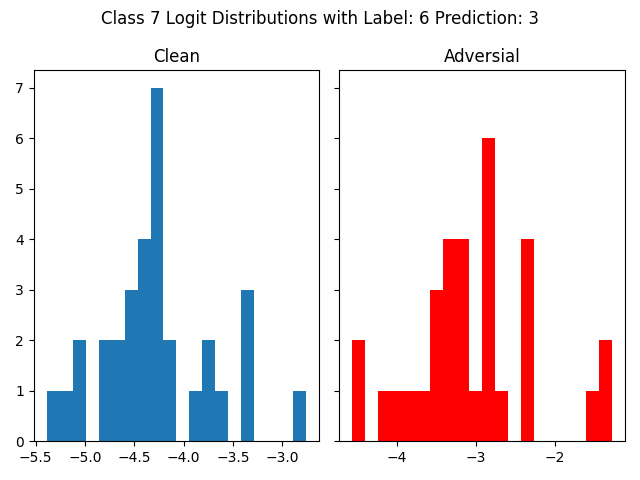 Class 7 Logit Distributions with Label: 6 Prediction: 3
Clean
Adversial
7
6
5
4
3
2
1
0
−5.5 −5.0 −4.5 −4.0 −3.5 −3.0
−4 −3 −2